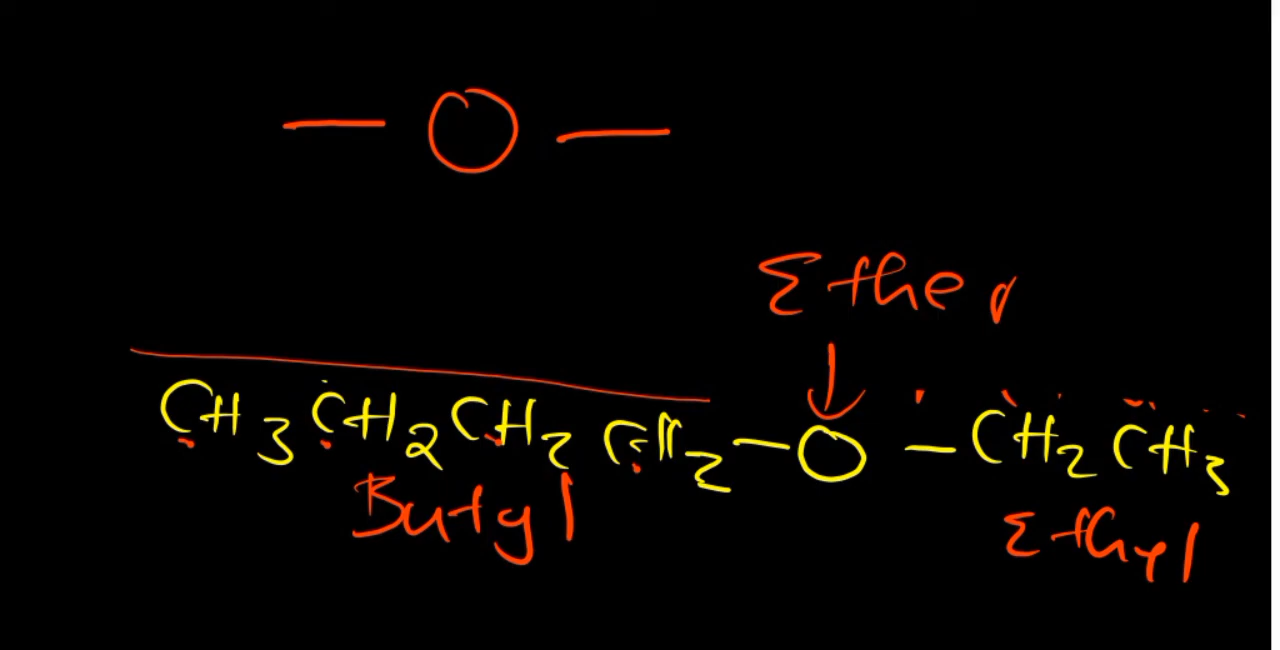 — O —
Ether
CH3CH2CH2CH2—O—CH2CH3
Butyl
Ethyl